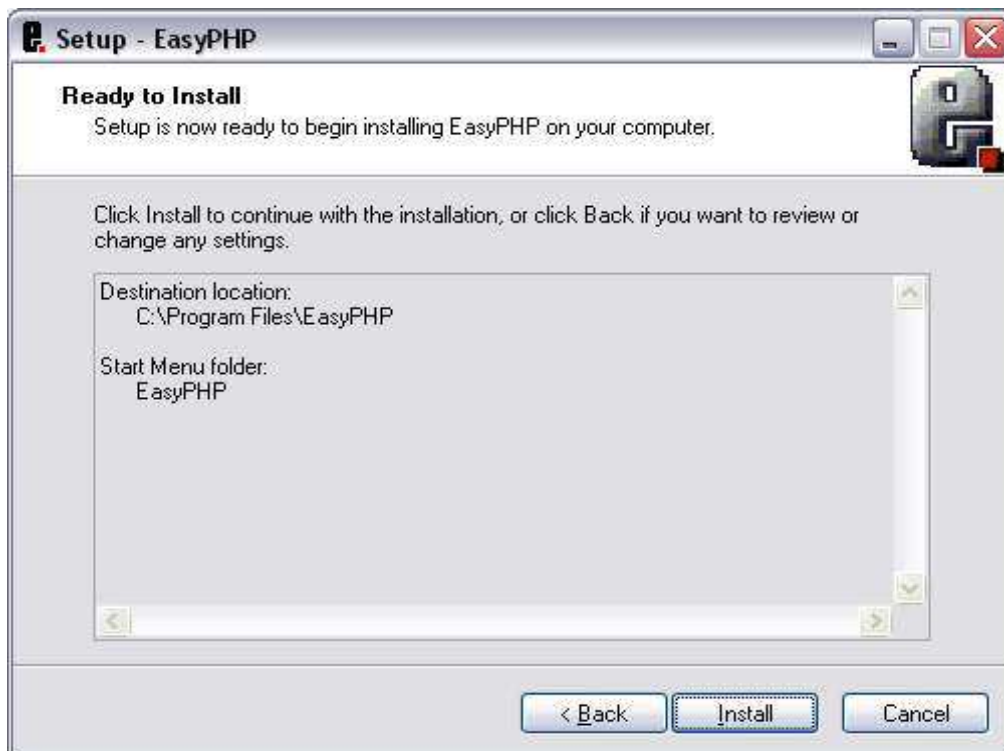 Setup - EasyPHP
Ready to Install
Setup is now ready to begin installing EasyPHP on your computer.
Click Install to continue with the installation, or click Back if you want to review or
change any settings.
Destination location:
C:\Program Files\EasyPHP
Start Menu folder:
EasyPHP
< Back Install Cancel